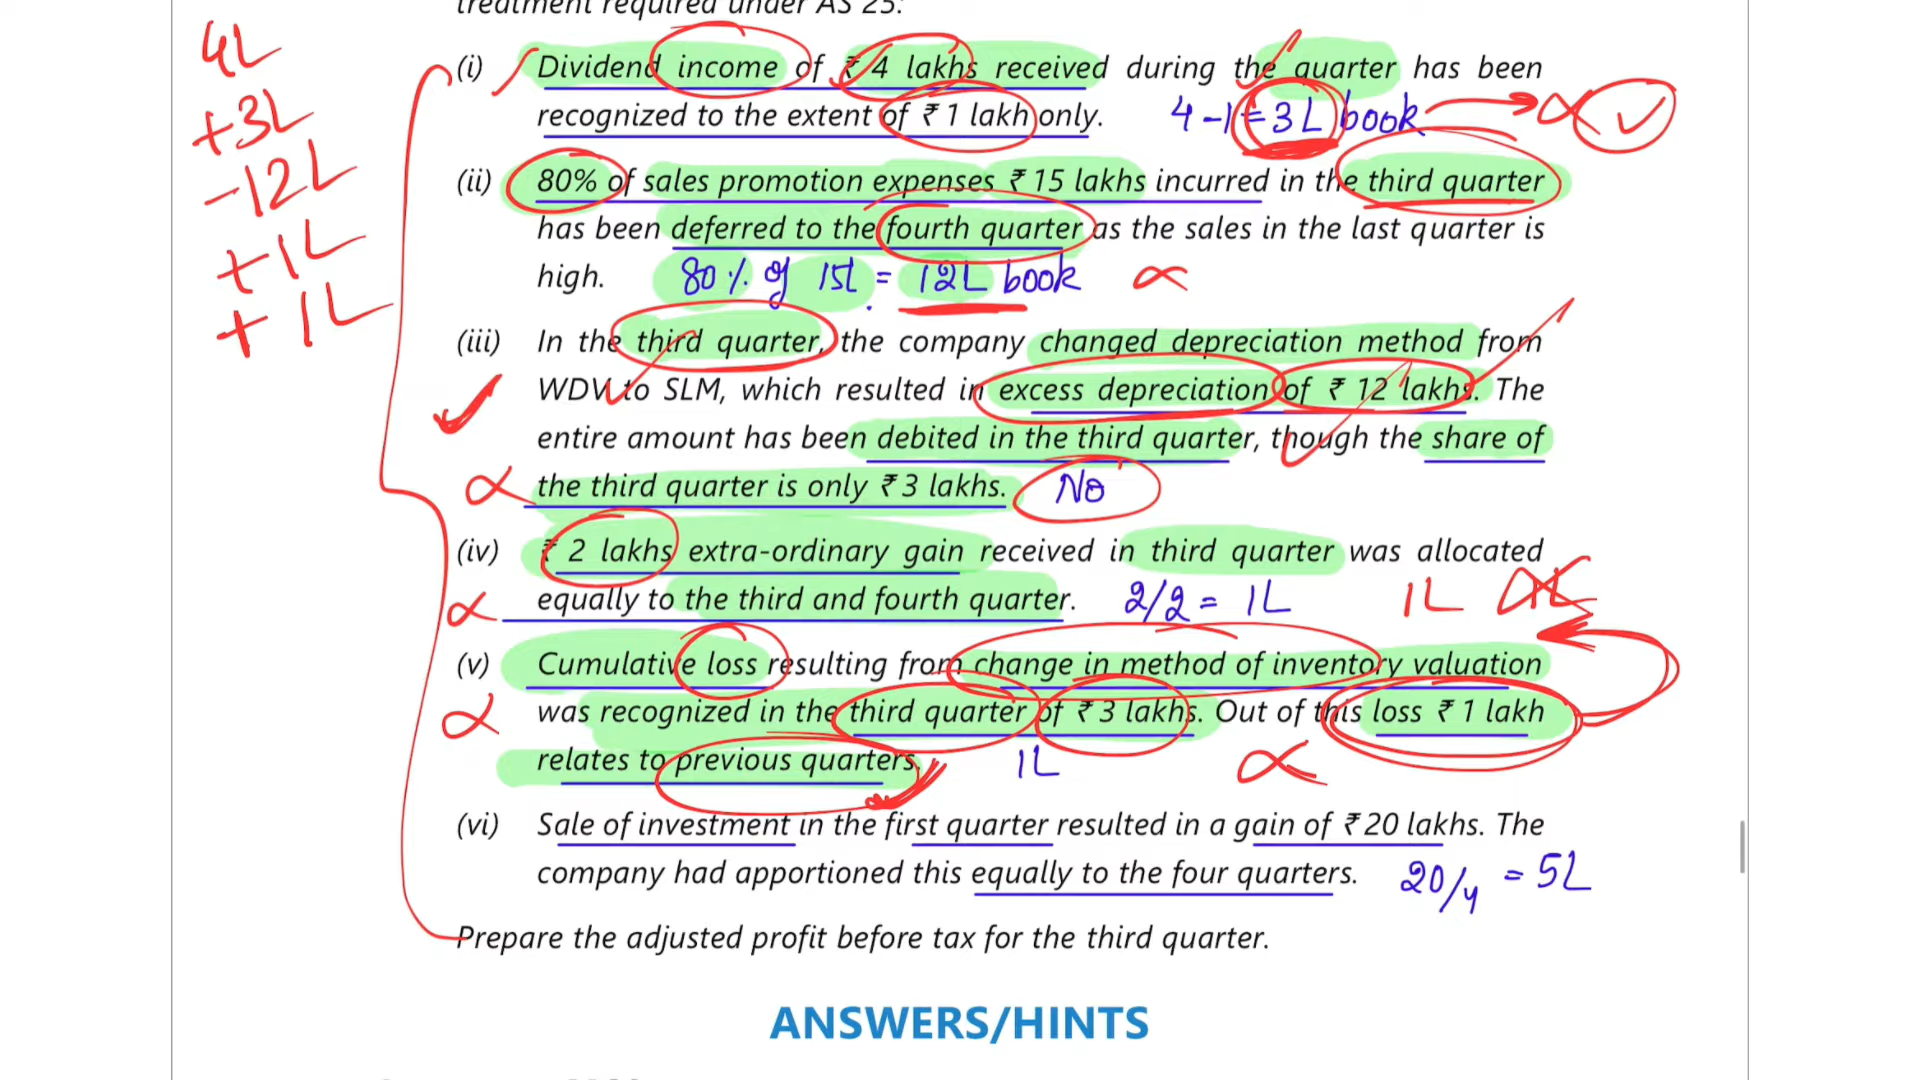 treatment required under AS 25:
4L
+3L
-12L
+1L
+1L
(i) Dividend income of ₹ 4 lakhs received during the quarter has been
recognized to the extent of ₹ 1 lakh only. 4-1 = 3L book
(ii) 80% of sales promotion expenses ₹ 15 lakhs incurred in the third quarter
has been deferred to the fourth quarter as the sales in the last quarter is
high. 80% of 15L = 12L book
(iii) In the third quarter, the company changed depreciation method from
WDV to SLM, which resulted in excess depreciation of ₹ 12 lakhs. The
entire amount has been debited in the third quarter, though the share of
the third quarter is only ₹ 3 lakhs. No
(iv) ₹ 2 lakhs extra-ordinary gain received in third quarter was allocated
equally to the third and fourth quarter. 2/2 = 1L 1L
(v) Cumulative loss resulting from change in method of inventory valuation
was recognized in the third quarter of ₹ 3 lakhs. Out of this loss ₹ 1 lakh
relates to previous quarters. 1L
(vi) Sale of investment in the first quarter resulted in a gain of ₹ 20 lakhs. The
company had apportioned this equally to the four quarters. 20/4 = 5L
Prepare the adjusted profit before tax for the third quarter.
ANSWERS/HINTS